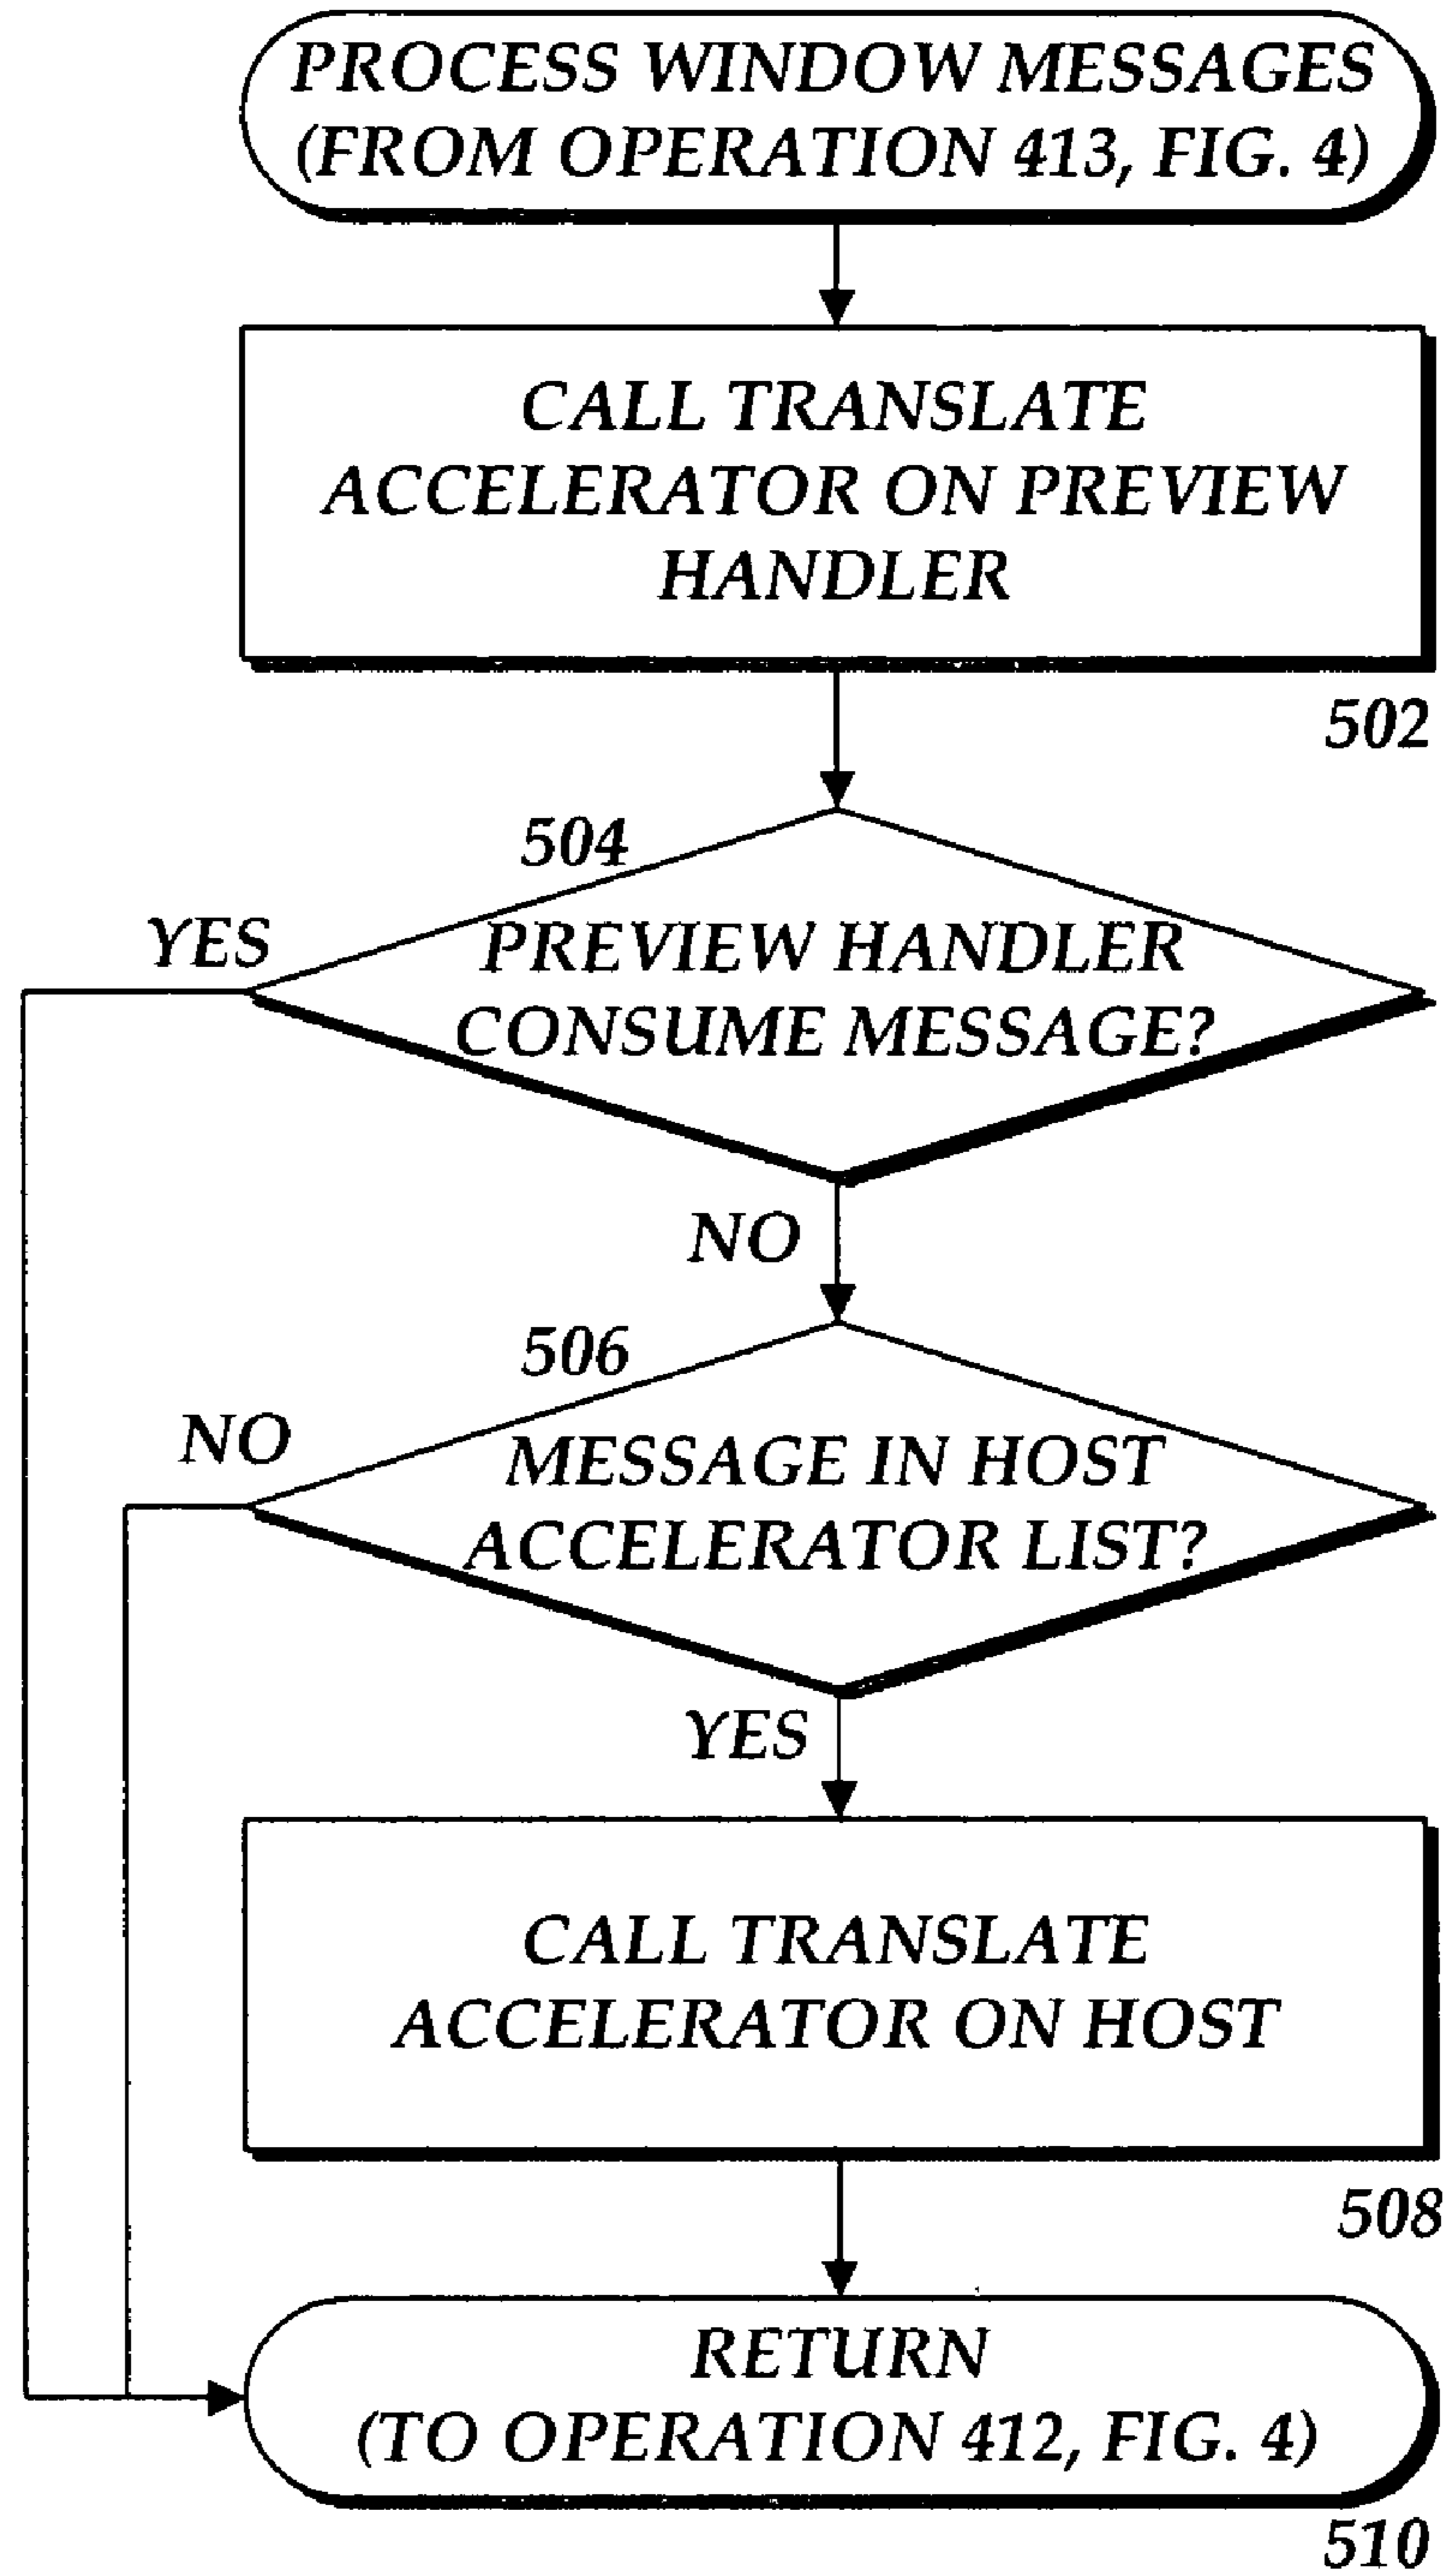 PROCESS WINDOW MESSAGES
(FROM OPERATION 413, FIG. 4)
CALL TRANSLATE
ACCELERATOR ON PREVIEW
HANDLER
502
504
YES
PREVIEW HANDLER
CONSUME MESSAGE?
NO
506
NO
MESSAGE IN HOST
ACCELERATOR LIST?
YES
CALL TRANSLATE
ACCELERATOR ON HOST
508
RETURN
(TO OPERATION 412, FIG. 4)
510